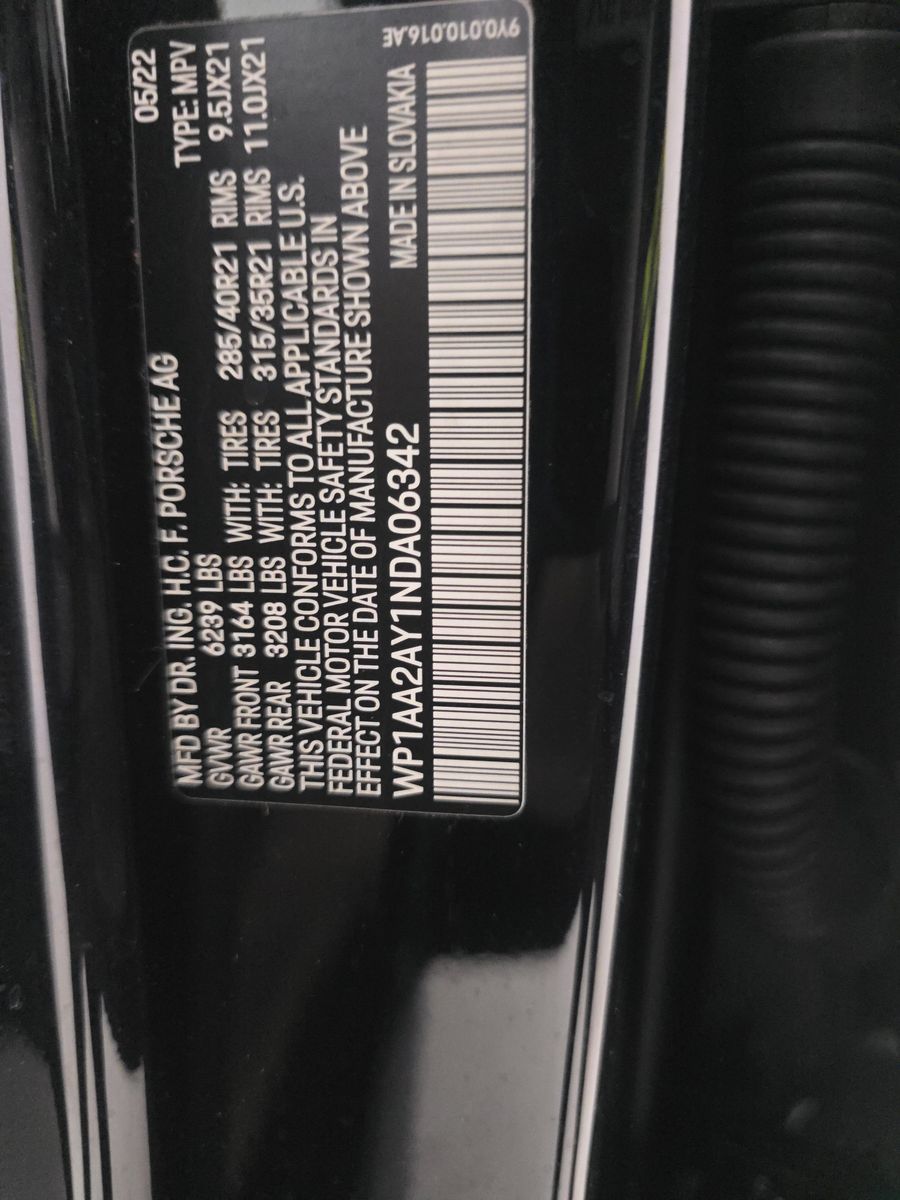 05/22
MFD BY DR. ING. H.C. F. PORSCHE AG TYPE: MPV
GVWR 6239 LBS
GAWR FRONT 3164 LBS WITH: TIRES 285/40R21 RIMS 9.5JX21
GAWR REAR 3208 LBS WITH: TIRES 315/35R21 RIMS 11.0JX21
THIS VEHICLE CONFORMS TO ALL APPLICABLE U.S.
FEDERAL MOTOR VEHICLE SAFETY STANDARDS IN
EFFECT ON THE DATE OF MANUFACTURE SHOWN ABOVE
WP1AA2AY1NDA06342 MADE IN SLOVAKIA
9Y0.010.016.AE